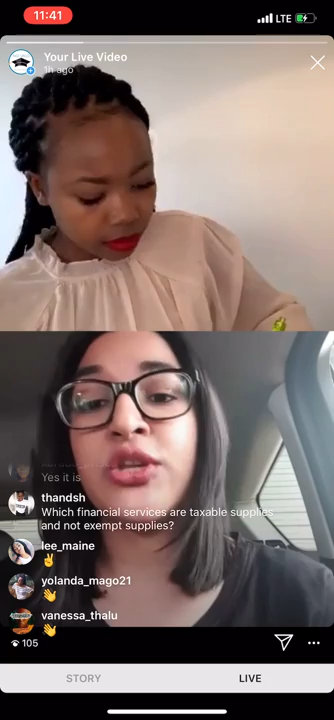 11:41
LTE
Your Live Video
1h ago
Yes it is
thandsh
Which financial services are taxable supplies
and not exempt supplies?
lee_maine
✌
yolanda_mago21
👋
vanessa_thalu
👋
105
STORY
LIVE